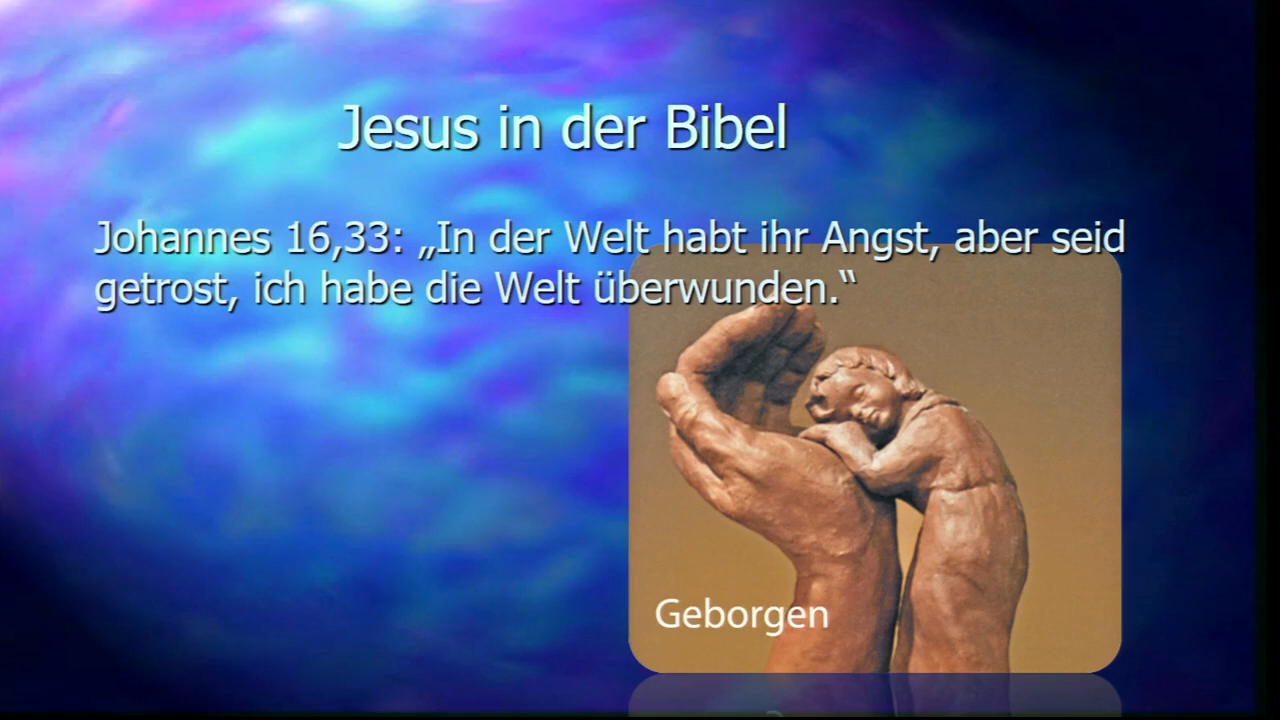 Jesus in der Bibel
Johannes 16,33: „In der Welt habt ihr Angst, aber seid
getrost, ich habe die Welt überwunden.“
Geborgen